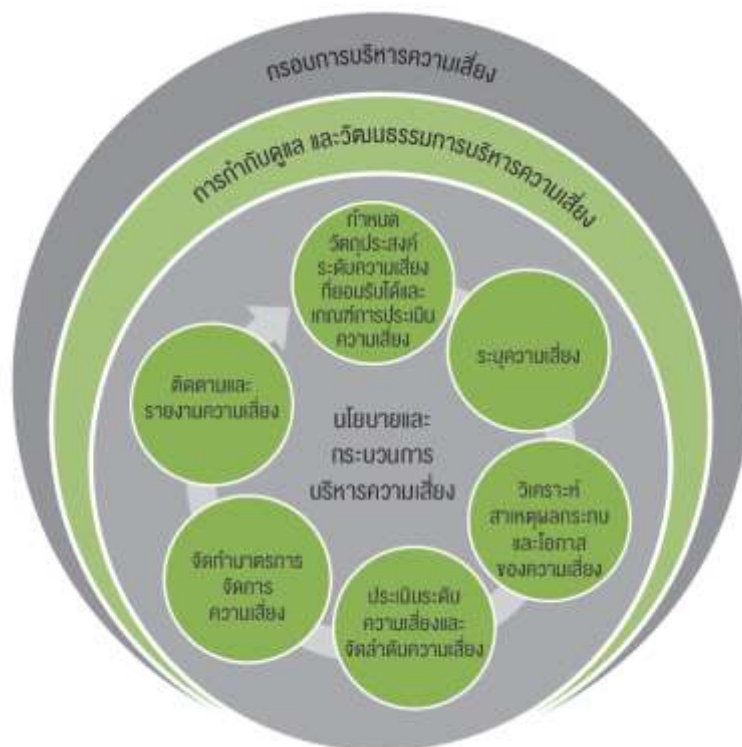 กรอบการบริหารความเสี่ยง
การกำกับดูแล และวัฒนธรรมการบริหารความเสี่ยง
กำหนด
วัตถุประสงค์
ระดับความเสี่ยง
ที่ยอมรับได้และ
เกณฑ์การประเมิน
ความเสี่ยง
ระบุความเสี่ยง
วิเคราะห์
สาเหตุผลกระทบ
และโอกาส
ของความเสี่ยง
ประเมินระดับ
ความเสี่ยงและ
จัดลำดับความเสี่ยง
จัดทำมาตรการ
จัดการ
ความเสี่ยง
ติดตามและ
รายงานความเสี่ยง
นโยบายและ
กระบวนการ
บริหารความเสี่ยง